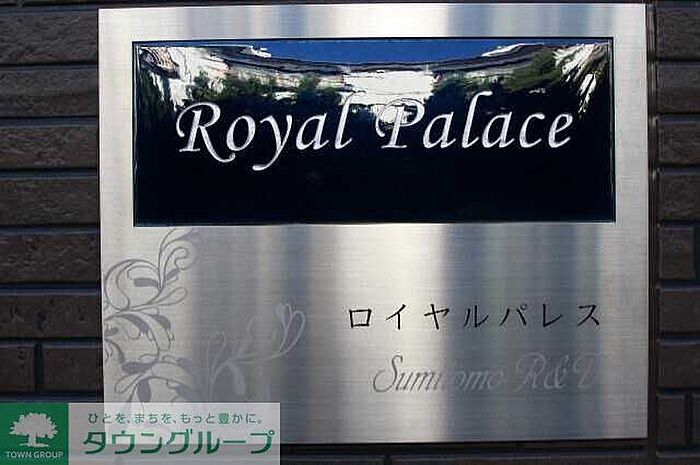 Royal Palace
ロイヤルパレス
Sumitomo R&D
ひとを、まちを、もっと豊かに。
TOWN GROUP
タウングループ